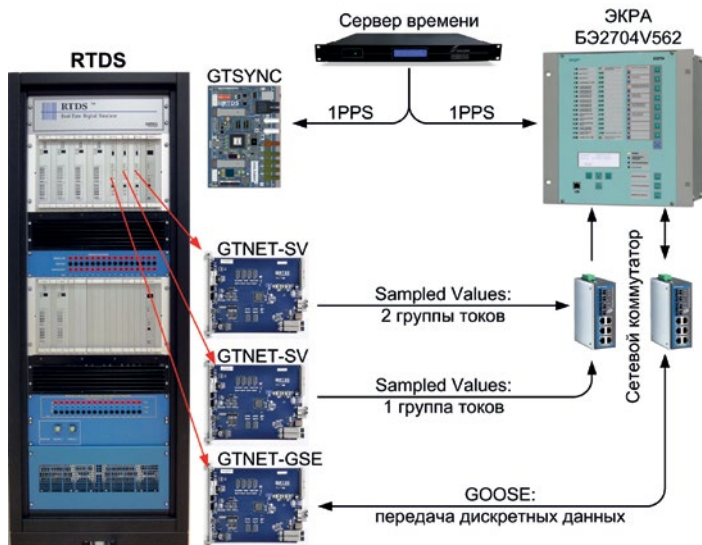 Сервер времени
ЭКРА
БЭ2704V562
RTDS
GTSYNC
1PPS
1PPS
RTDS
GTNET-SV
Sampled Values:
2 группы токов
Сетевой коммутатор
GTNET-SV
Sampled Values:
1 группа токов
GTNET-GSE
GOOSE:
передача дискретных данных